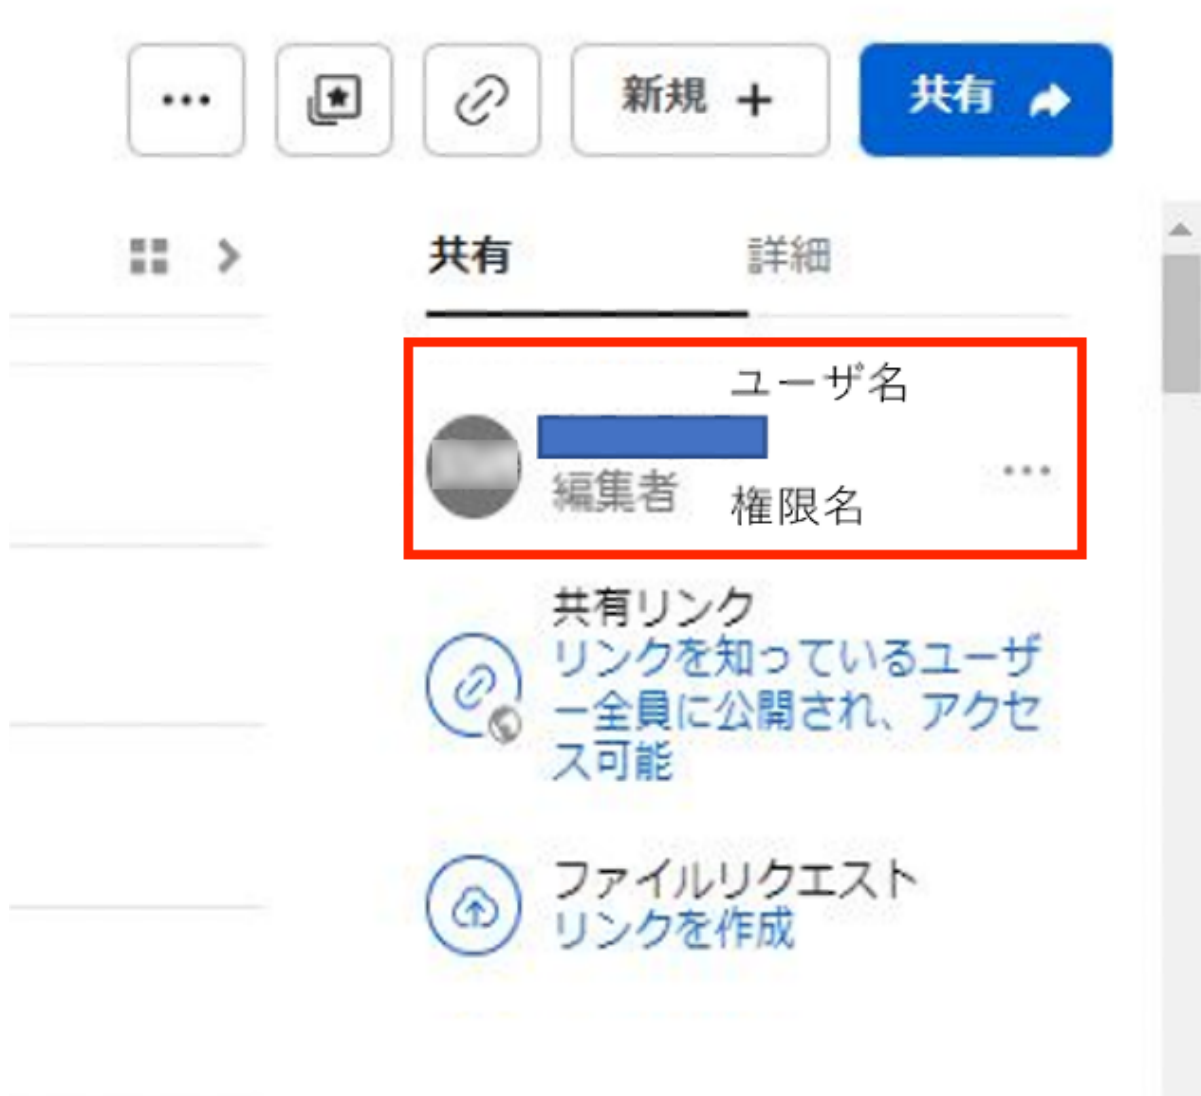 新規 +
共有
共有
詳細
ユーザ名
編集者
権限名
共有リンク
リンクを知っているユーザ
ー全員に公開され、アクセ
ス可能
ファイルリクエスト
リンクを作成